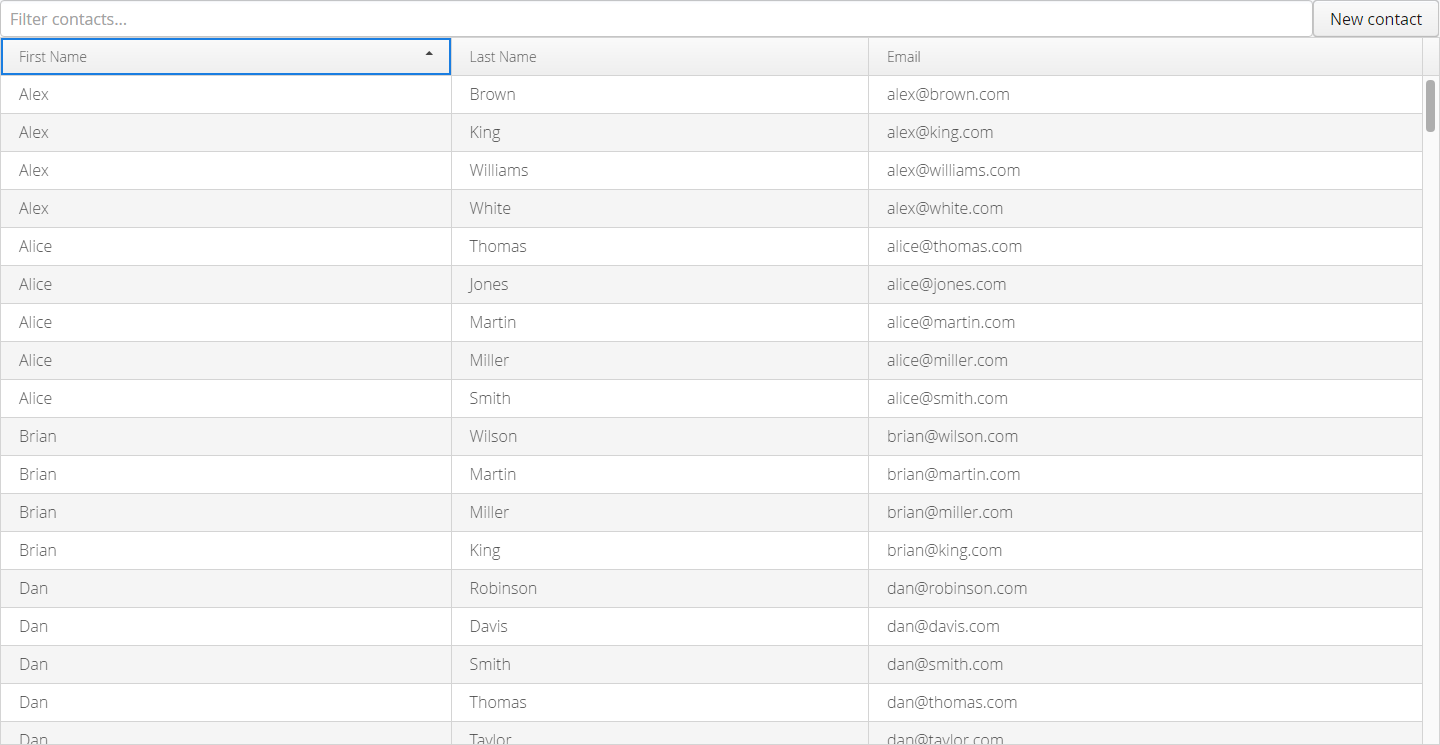 Filter contacts... New contact
First Name Last Name Email
Alex Brown alex@brown.com
Alex King alex@king.com
Alex Williams alex@williams.com
Alex White alex@white.com
Alice Thomas alice@thomas.com
Alice Jones alice@jones.com
Alice Martin alice@martin.com
Alice Miller alice@miller.com
Alice Smith alice@smith.com
Brian Wilson brian@wilson.com
Brian Martin brian@martin.com
Brian Miller brian@miller.com
Brian King brian@king.com
Dan Robinson dan@robinson.com
Dan Davis dan@davis.com
Dan Smith dan@smith.com
Dan Thomas dan@thomas.com
Dan Taylor dan@taylor.com